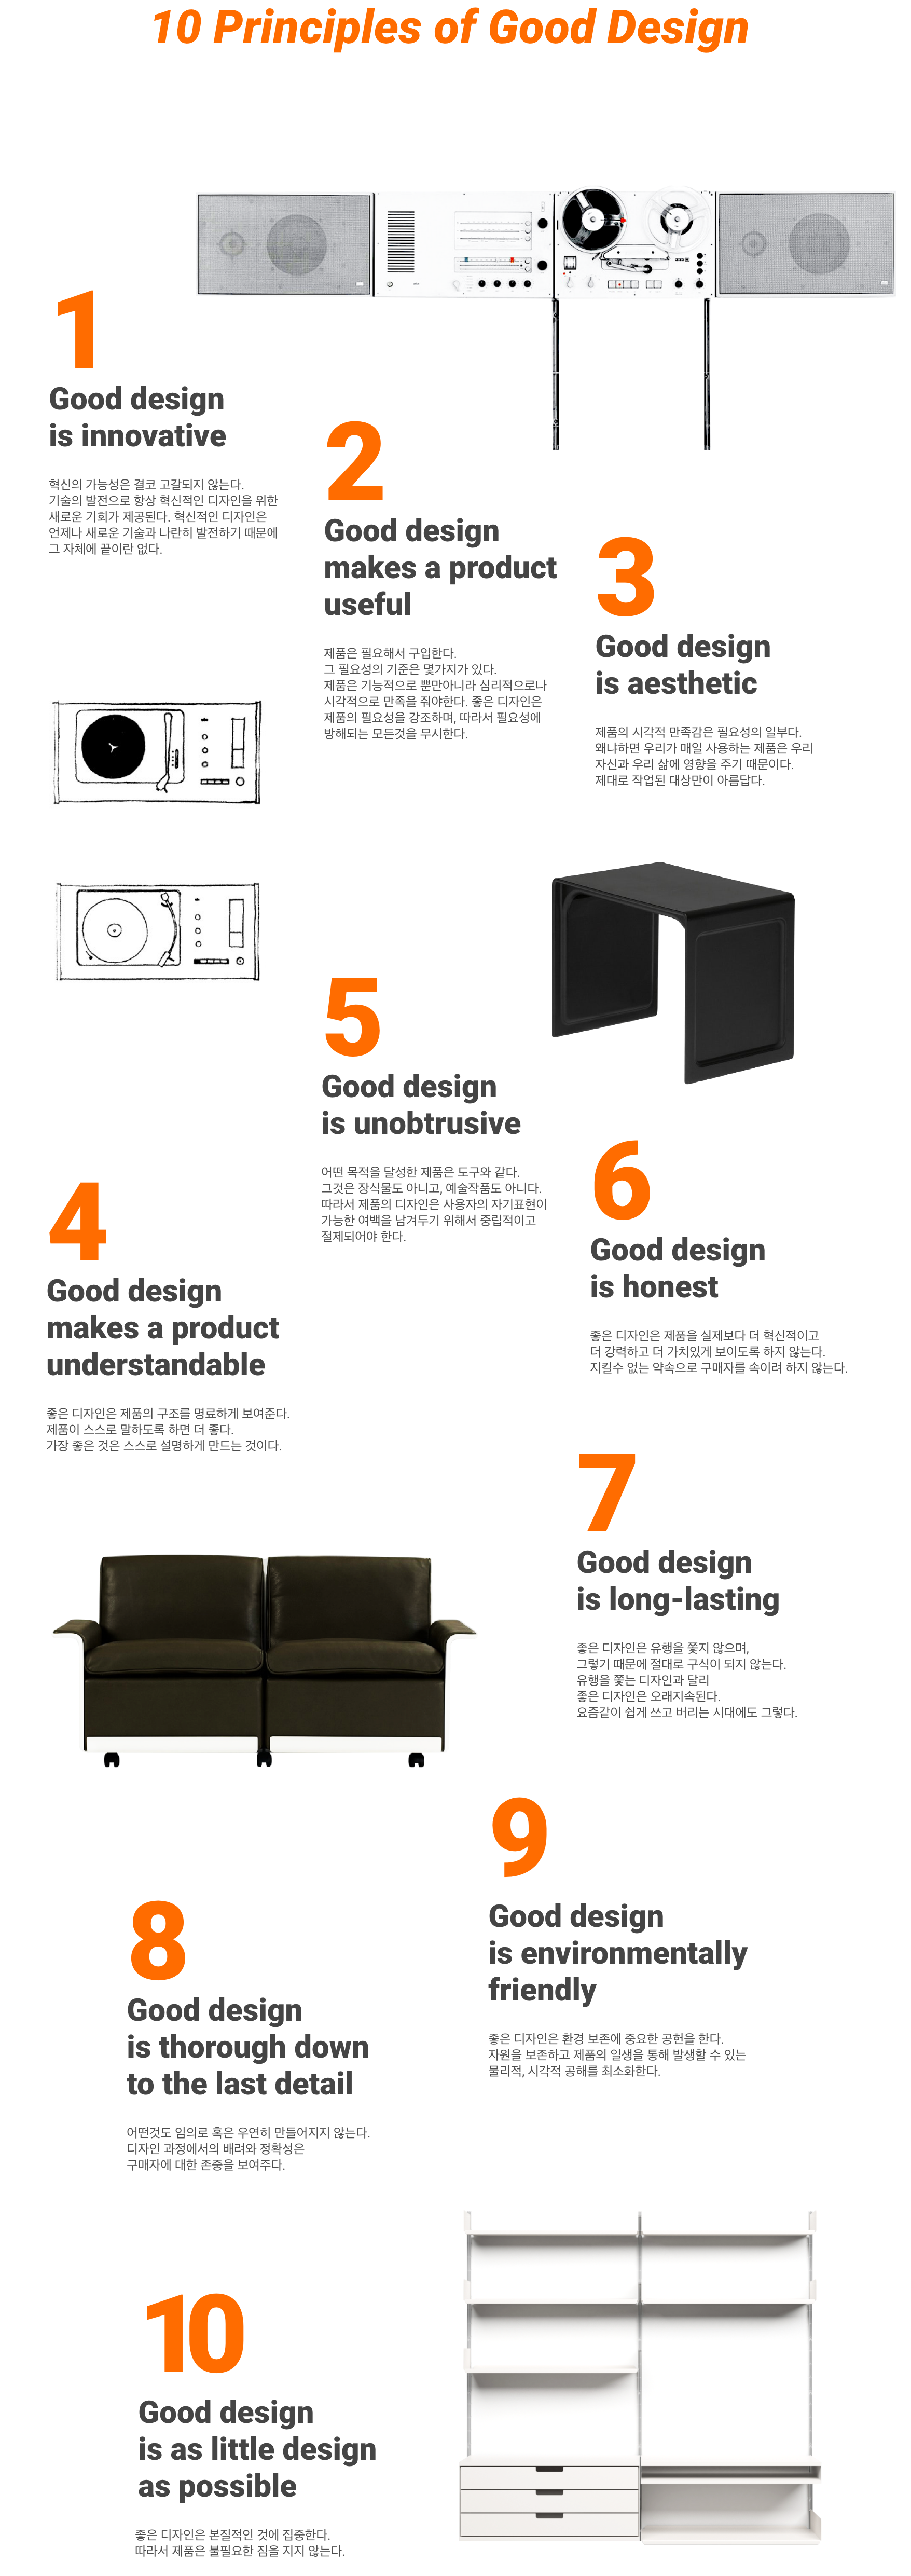 10 Principles of Good Design
1
Good design
is innovative
혁신의 가능성은 결코 고갈되지 않는다.
기술의 발전으로 항상 혁신적인 디자인을 위한
새로운 기회가 제공된다. 혁신적인 디자인은
언제나 새로운 기술과 나란히 발전하기 때문에
그 자체에 끝이란 없다.
2
Good design
makes a product
useful
제품은 필요해서 구입한다.
그 필요성의 기준은 몇가지가 있다.
제품은 기능적으로 뿐만아니라 심리적으로나
시각적으로 만족을 줘야한다. 좋은 디자인은
제품의 필요성을 강조하며, 따라서 필요성에
방해되는 모든것을 무시한다.
3
Good design
is aesthetic
제품의 시각적 만족감은 필요성의 일부다.
왜냐하면 우리가 매일 사용하는 제품은 우리
자신과 우리 삶에 영향을 주기 때문이다.
제대로 작업된 대상만이 아름답다.
4
Good design
makes a product
understandable
좋은 디자인은 제품의 구조를 명료하게 보여준다.
제품이 스스로 말하도록 하면 더 좋다.
가장 좋은 것은 스스로 설명하게 만드는 것이다.
5
Good design
is unobtrusive
어떤 목적을 달성한 제품은 도구와 같다.
그것은 장식물도 아니고, 예술작품도 아니다.
따라서 제품의 디자인은 사용자의 자기표현이
가능한 여백을 남겨두기 위해서 중립적이고
절제되어야 한다.
6
Good design
is honest
좋은 디자인은 제품을 실제보다 더 혁신적이고
더 강력하고 더 가치있게 보이도록 하지 않는다.
지킬수 없는 약속으로 구매자를 속이려 하지 않는다.
7
Good design
is long-lasting
좋은 디자인은 유행을 쫓지 않으며,
그렇기 때문에 절대로 구식이 되지 않는다.
유행을 쫓는 디자인과 달리
좋은 디자인은 오래지속된다.
요즘같이 쉽게 쓰고 버리는 시대에도 그렇다.
8
Good design
is thorough down
to the last detail
어떤것도 임의로 혹은 우연히 만들어지지 않는다.
디자인 과정에서의 배려와 정확성은
구매자에 대한 존중을 보여주다.
9
Good design
is environmentally
friendly
좋은 디자인은 환경 보존에 중요한 공헌을 한다.
자원을 보존하고 제품의 일생을 통해 발생할 수 있는
물리적, 시각적 공해를 최소화한다.
10
Good design
is as little design
as possible
좋은 디자인은 본질적인 것에 집중한다.
따라서 제품은 불필요한 짐을 지지 않는다.